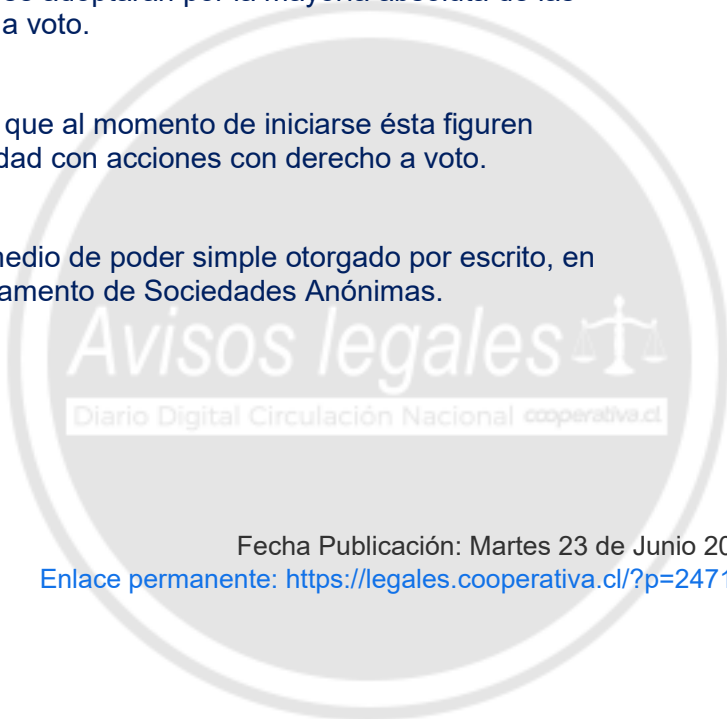 a voto.
que al momento de iniciarse ésta figuren
dad con acciones con derecho a voto.
medio de poder simple otorgado por escrito, en
amento de Sociedades Anónimas.
Avisos legales
Diario Digital Circulación Nacional cooperativa.cl
Fecha Publicación: Martes 23 de Junio 20
Enlace permanente: https://legales.cooperativa.cl/?p=2471